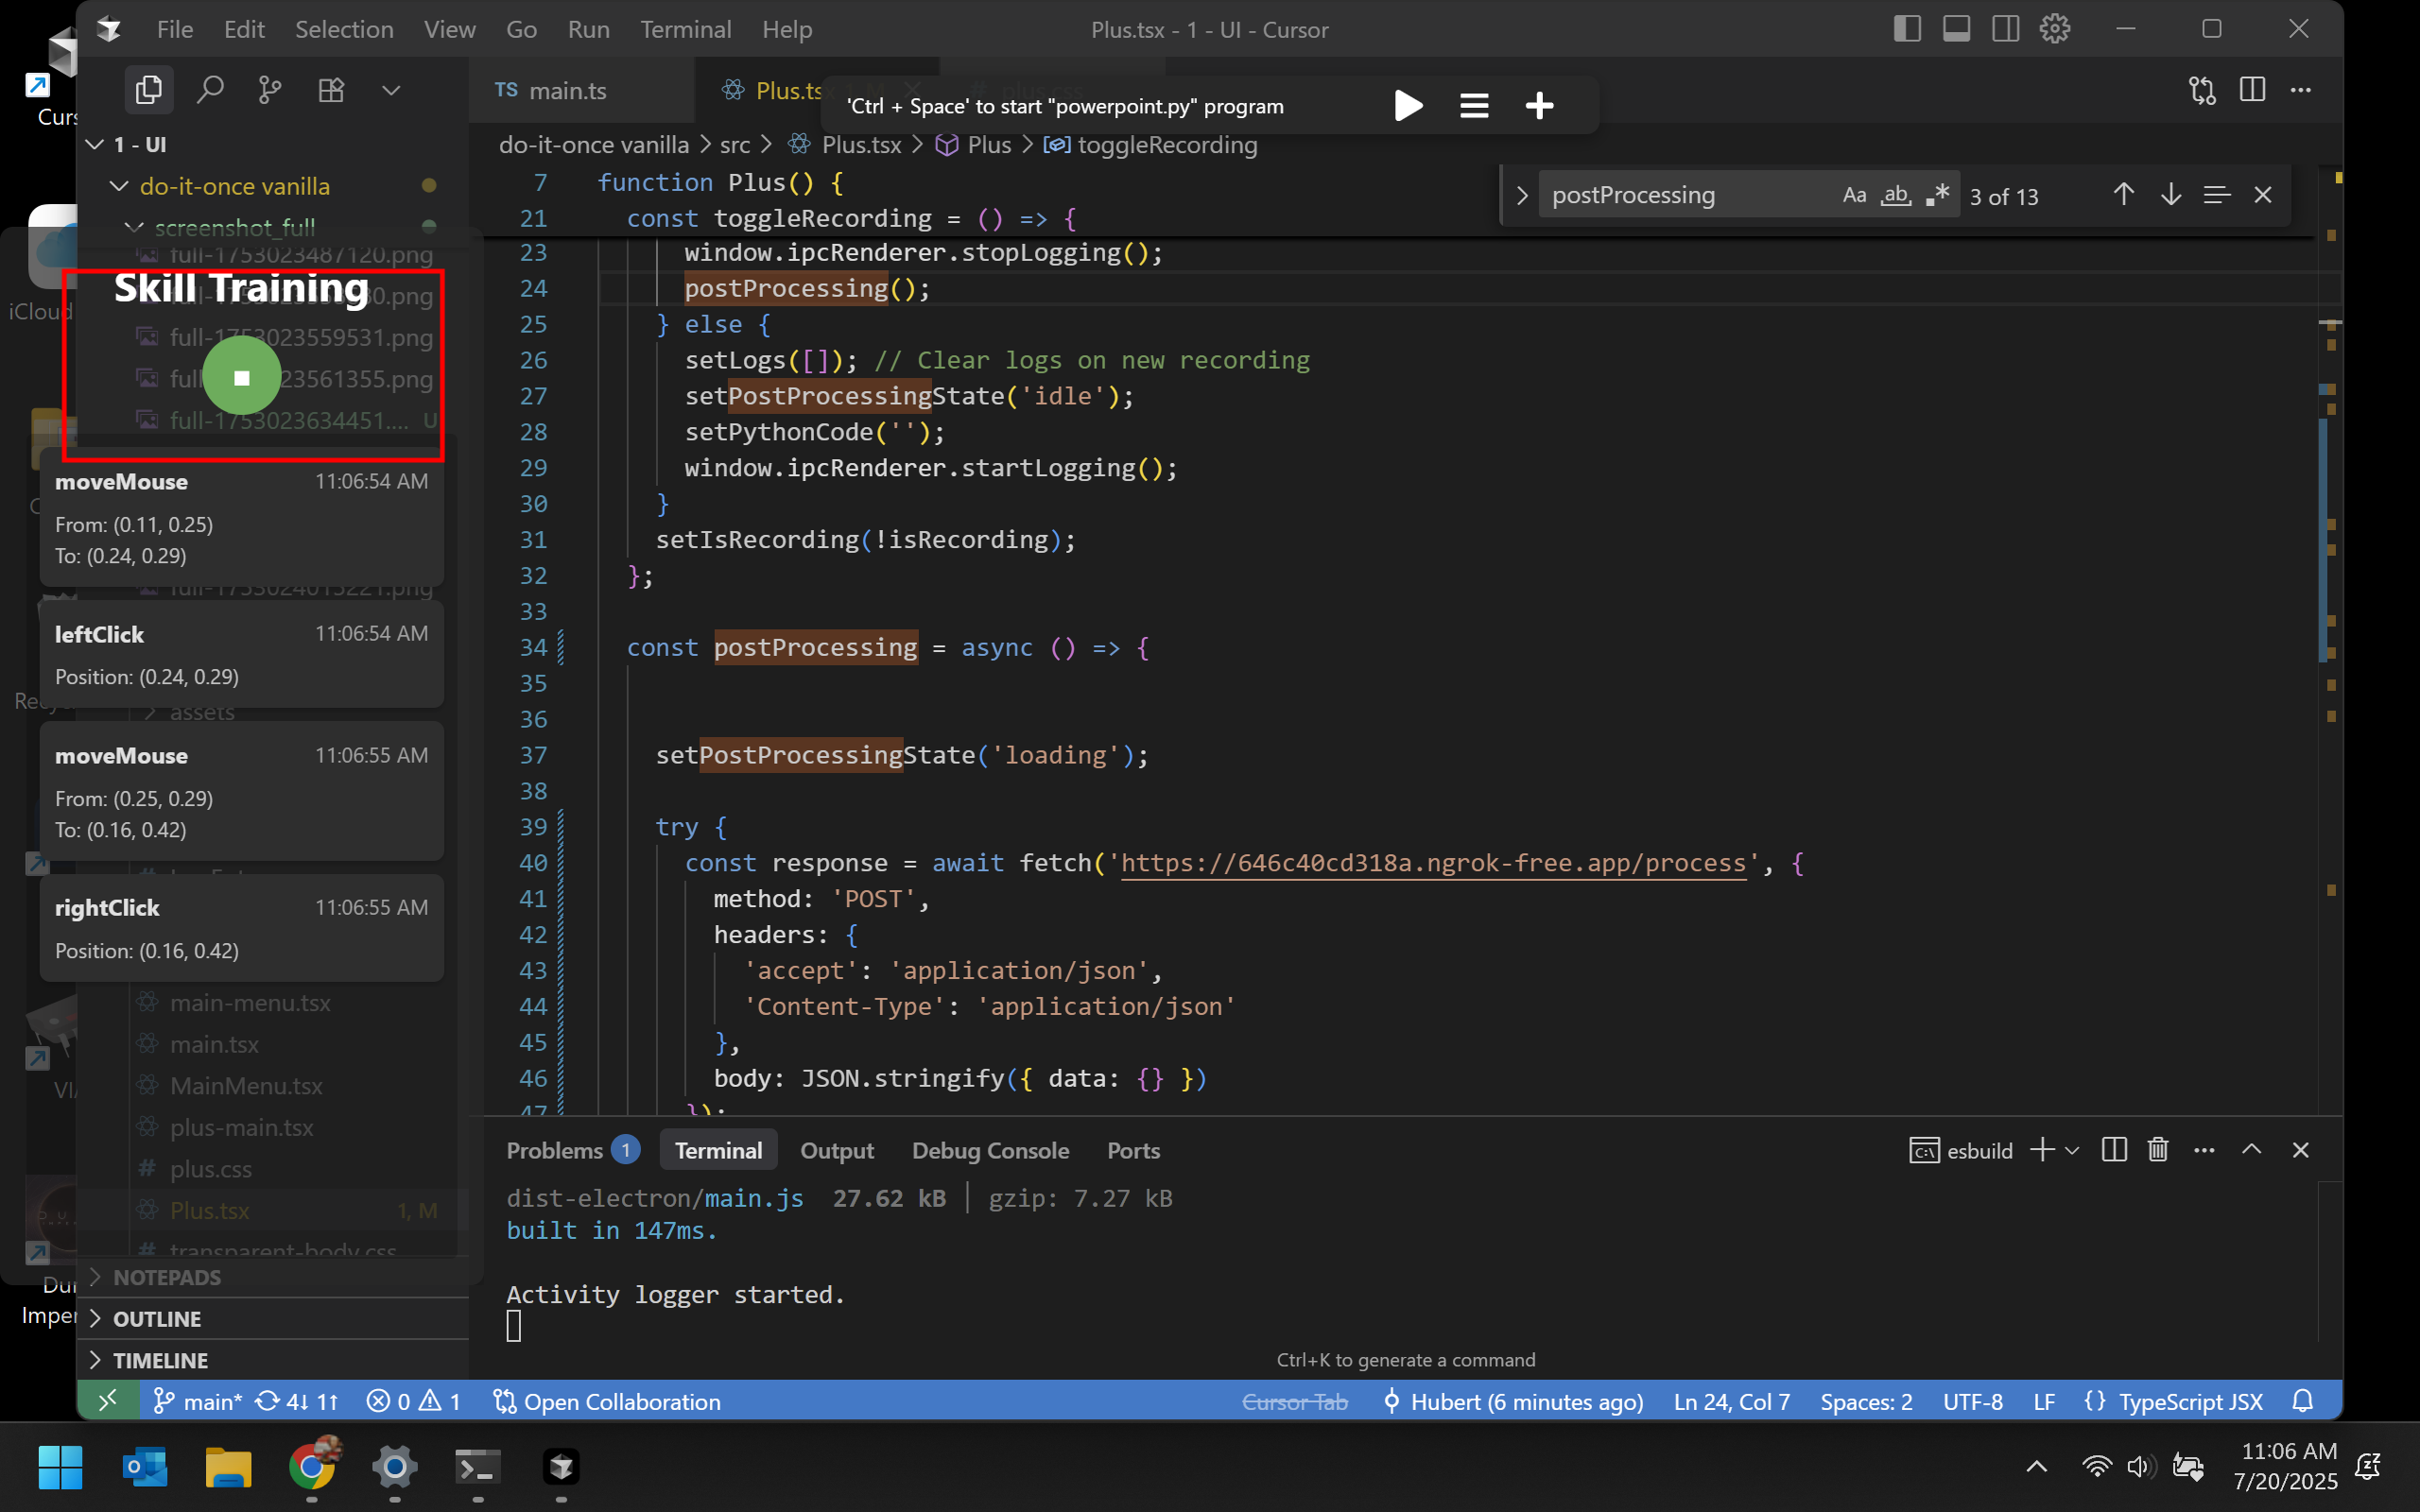 File Edit Selection View Go Run Terminal Help
Plus.tsx - 1 - UI - Cursor
Curs
iCloud
VIA
Dun
Imper
1 - UI
do-it-once vanilla
screenshot_full
full-1753023487120.png
Skill Training
full-1753023559531.png
full-1753023561355.png
full-1753023634451.... U
moveMouse 11:06:54 AM
From: (0.11, 0.25)
To: (0.24, 0.29)
leftClick 11:06:54 AM
Position: (0.24, 0.29)
assets
moveMouse 11:06:55 AM
From: (0.25, 0.29)
To: (0.16, 0.42)
rightClick 11:06:55 AM
Position: (0.16, 0.42)
main-menu.tsx
main.tsx
MainMenu.tsx
plus-main.tsx
# plus.css
Plus.tsx 1, M
# transparent-body.css
NOTEPADS
OUTLINE
TIMELINE
TS main.ts
Plus.tsx
'Ctrl + Space' to start "powerpoint.py" program
do-it-once vanilla > src > Plus.tsx > Plus > toggleRecording
postProcessing Aa ab .* 3 of 13
7 function Plus() {
21 const toggleRecording = () => {
23 window.ipcRenderer.stopLogging();
24 postProcessing();
25 } else {
26 setLogs([]); // Clear logs on new recording
27 setPostProcessingState('idle');
28 setPythonCode('');
29 window.ipcRenderer.startLogging();
30 }
31 setIsRecording(!isRecording);
32 };
33
34 const postProcessing = async () => {
35
36
37 setPostProcessingState('loading');
38
39 try {
40 const response = await fetch('https://646c40cd318a.ngrok-free.app/process', {
41 method: 'POST',
42 headers: {
43 'accept': 'application/json',
44 'Content-Type': 'application/json'
45 },
46 body: JSON.stringify({ data: {} })
47 });
Problems 1 Terminal Output Debug Console Ports
esbuild
dist-electron/main.js 27.62 kB │ gzip: 7.27 kB
built in 147ms.
Activity logger started.
Ctrl+K to generate a command
main* 4↓ 1↑ 0 1 Open Collaboration
Cursor Tab Hubert (6 minutes ago) Ln 24, Col 7 Spaces: 2 UTF-8 LF {} TypeScript JSX
11:06 AM
7/20/2025